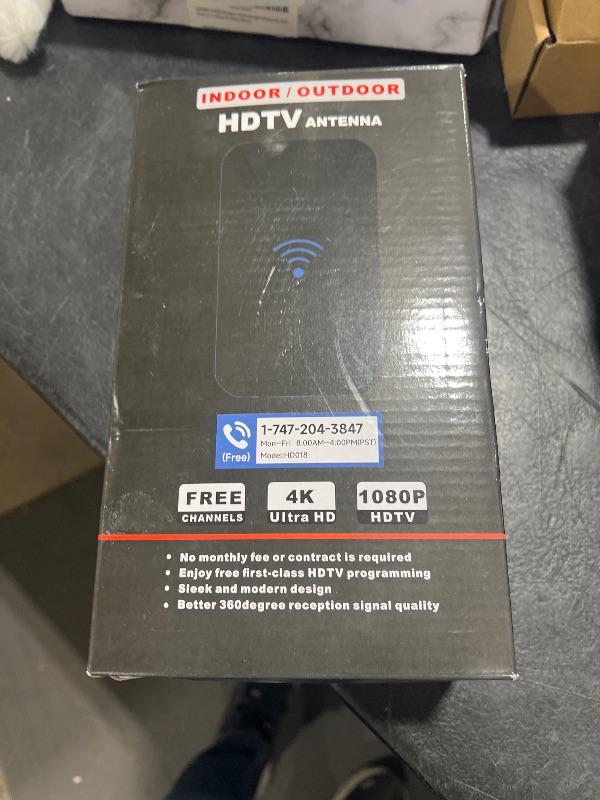 INDOOR / OUTDOOR
HDTV ANTENNA
1-747-204-3847
Mon-Fri 8:00AM-4:00PM(PST)
(Free)
Model:HD018
FREE
CHANNELS
4K
Ultra HD
1080P
HDTV
• No monthly fee or contract is required
• Enjoy free first-class HDTV programming
• Sleek and modern design
• Better 360degree reception signal quality